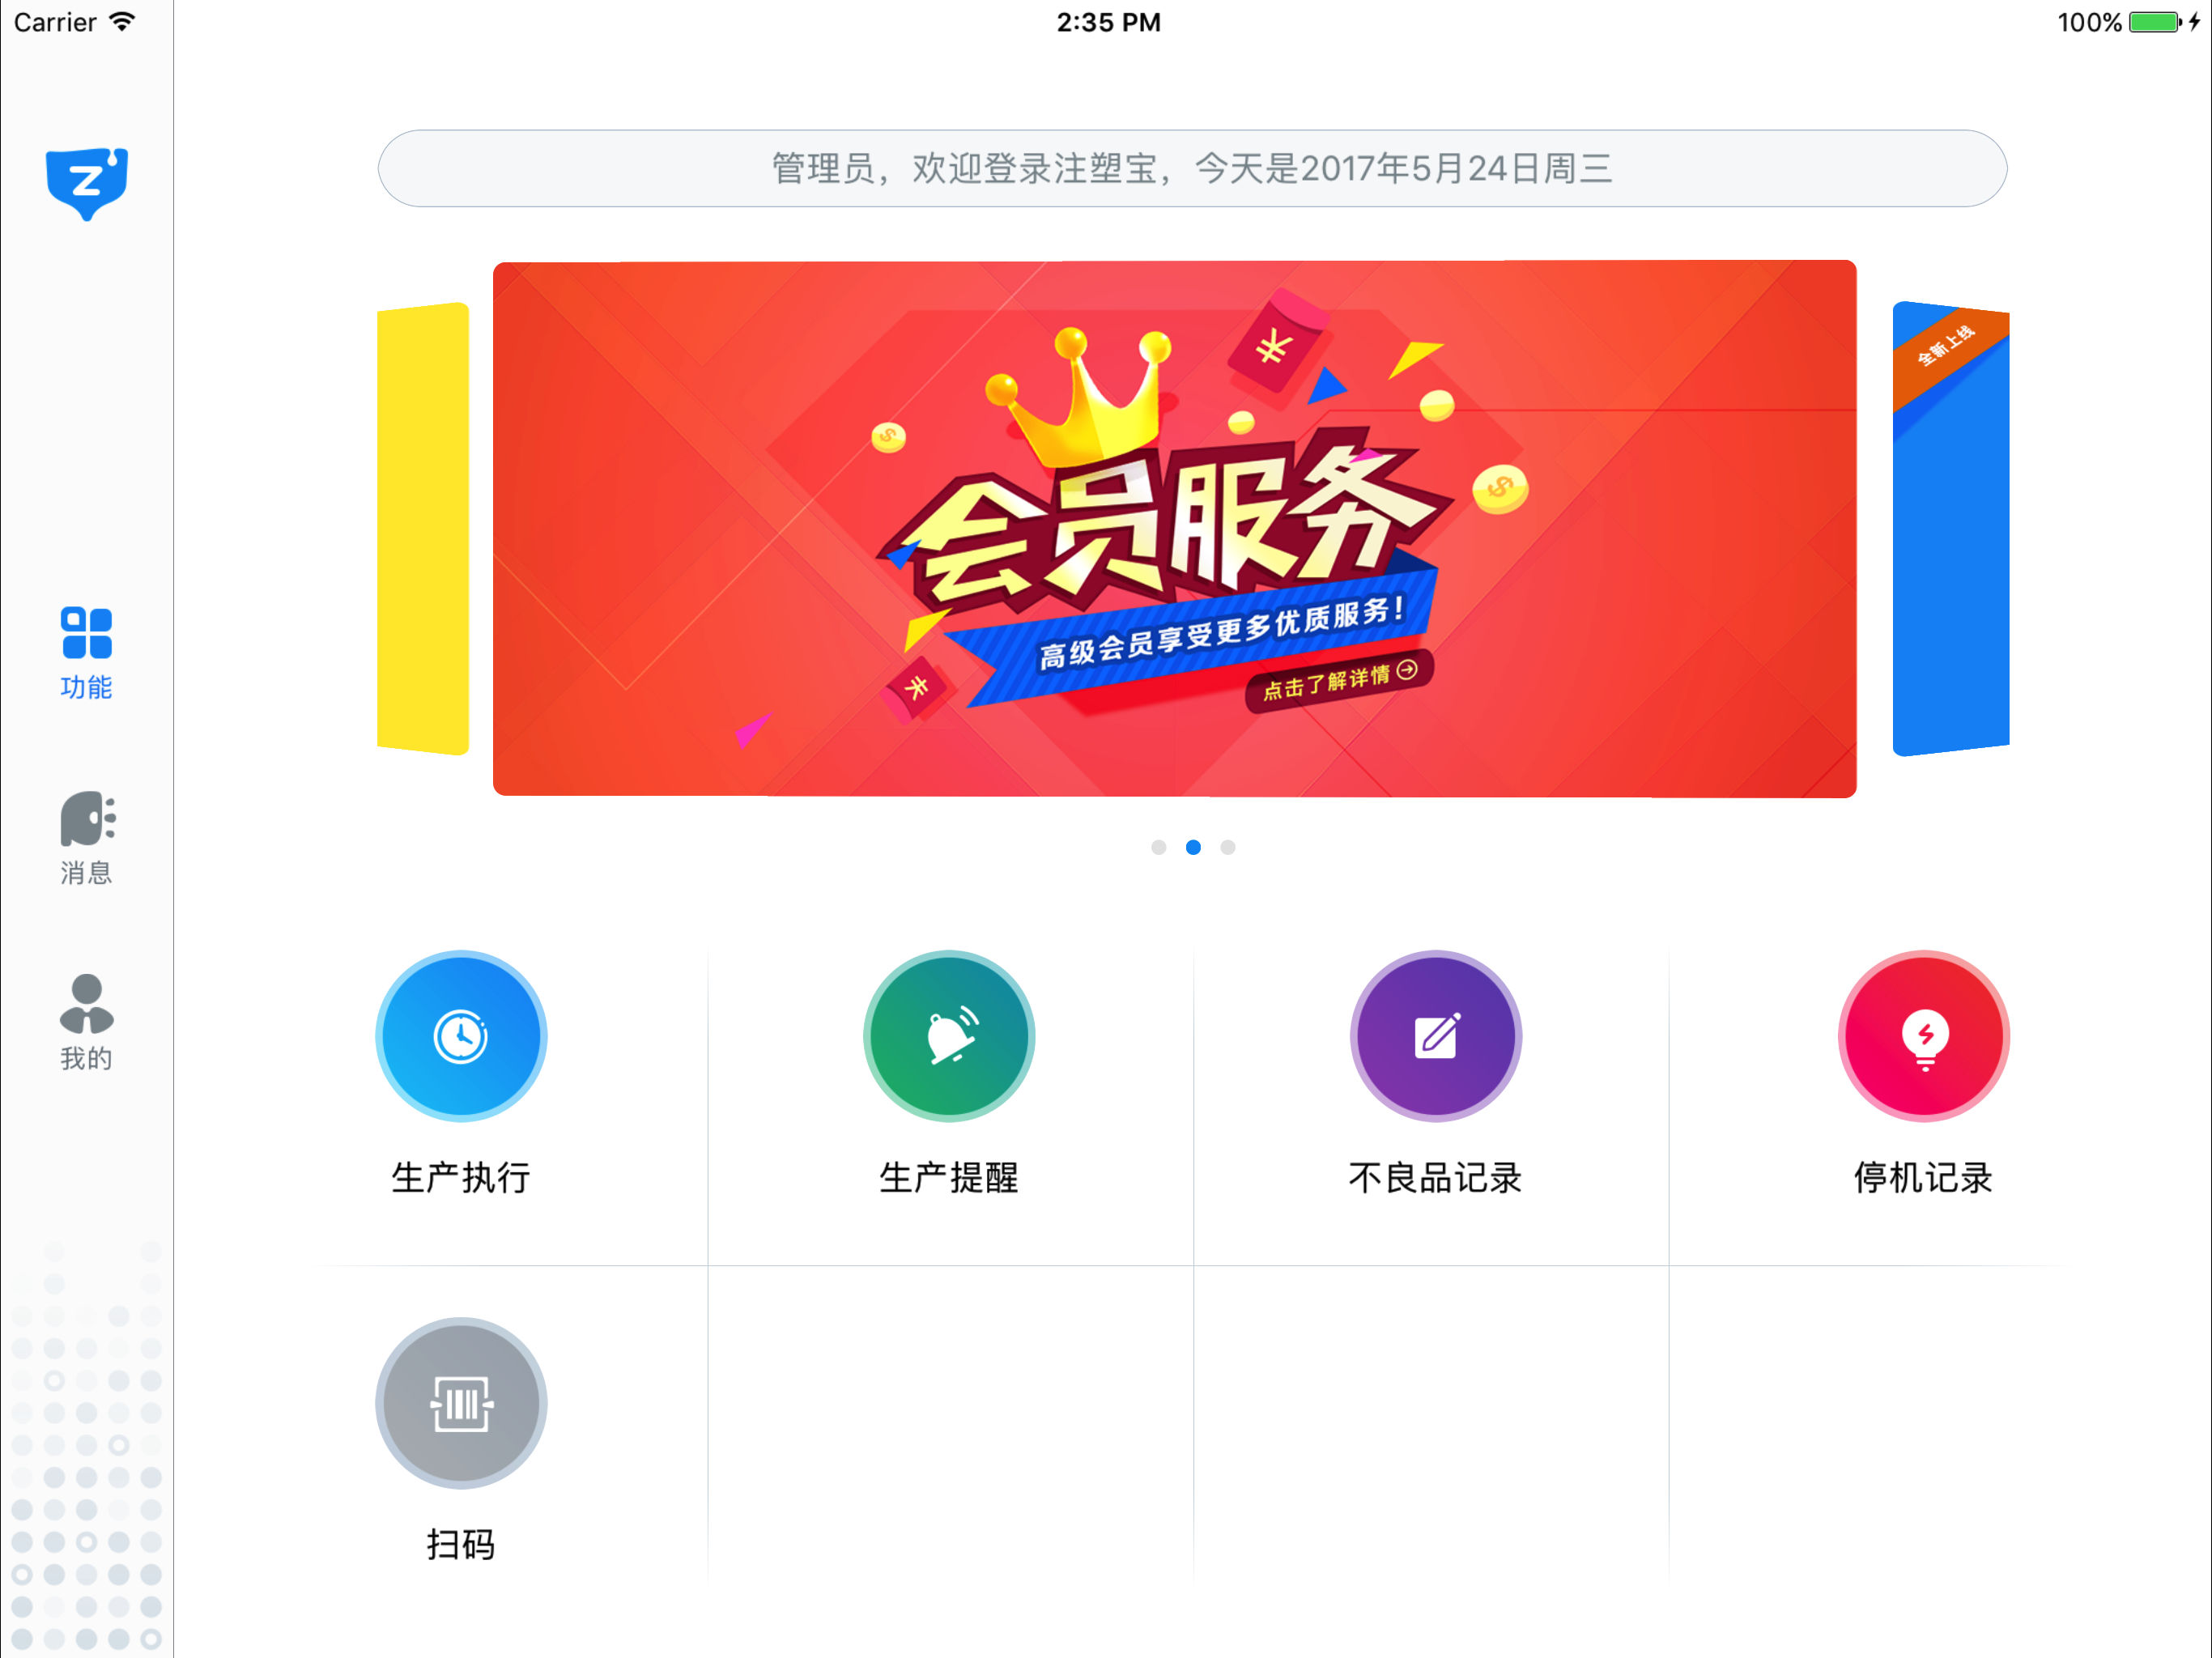 Carrier
2:35 PM
100%
Z
管理员，欢迎登录注塑宝，今天是2017年5月24日周三
全新上线
¥
$
$
会员服务
高级会员享受更多优质服务！
点击了解详情
功能
消息
我的
生产执行
生产提醒
不良品记录
停机记录
扫码